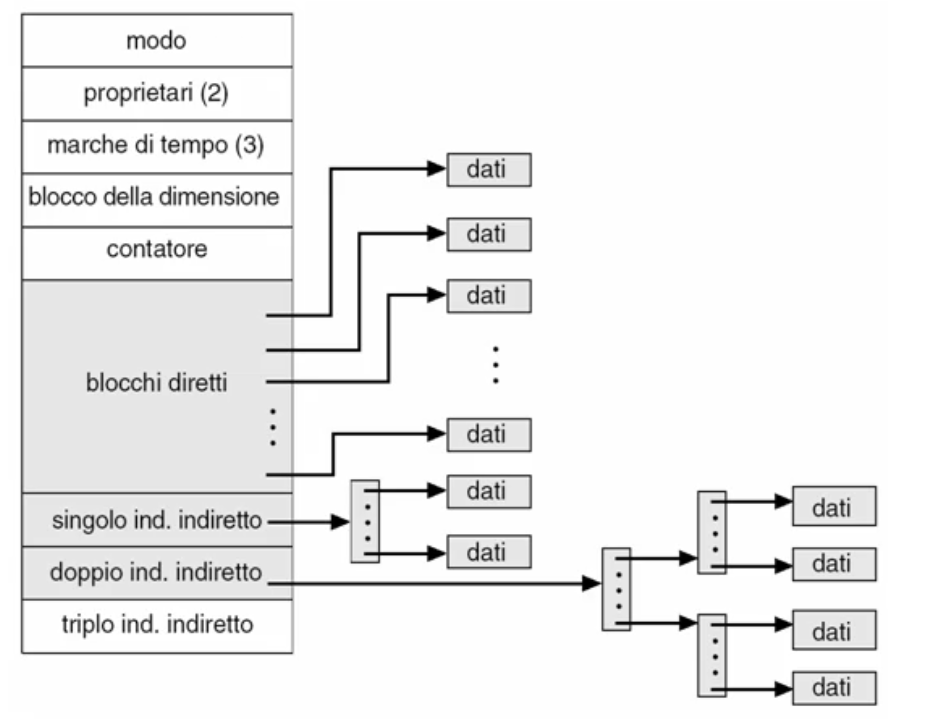 modo
proprietari (2)
marche di tempo (3)
blocco della dimensione
contatore
blocchi diretti
singolo ind. indiretto
doppio ind. indiretto
triplo ind. indiretto
dati
dati
dati
dati
dati
dati
dati
dati
dati
dati